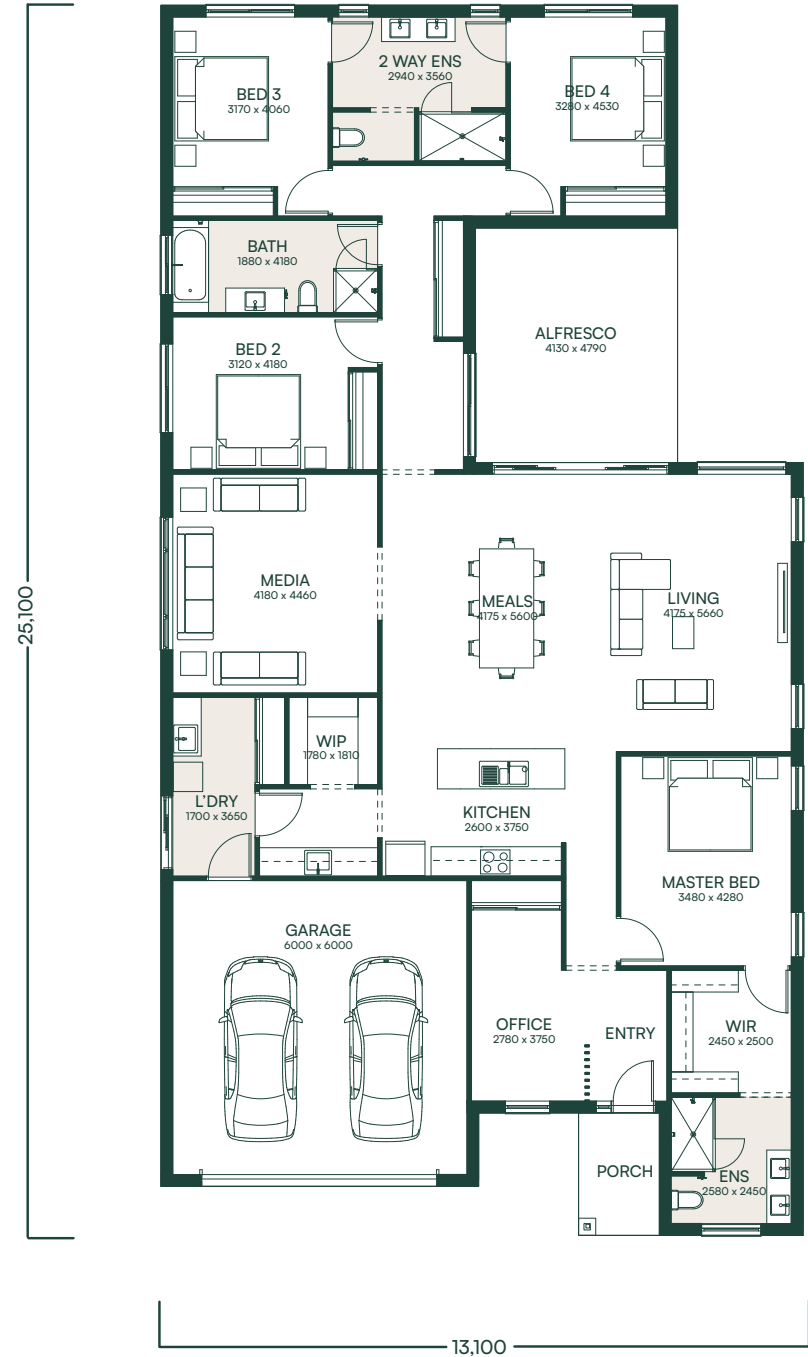 2 WAY ENS
2940 x 3560
BED 3
3170 x 4060
BED 4
3280 x 4530
BATH
1880 x 4180
ALFRESCO
4130 x 4790
BED 2
3120 x 4180
MEDIA
4180 x 4460
MEALS
4175 x 5600
LIVING
4175 x 5660
25,100
WIP
1780 x 1810
L'DRY
1700 x 3650
KITCHEN
2600 x 3750
MASTER BED
3480 x 4280
GARAGE
6000 x 6000
OFFICE
2780 x 3750
ENTRY
WIR
2450 x 2500
PORCH
ENS
2580 x 2450
13,100